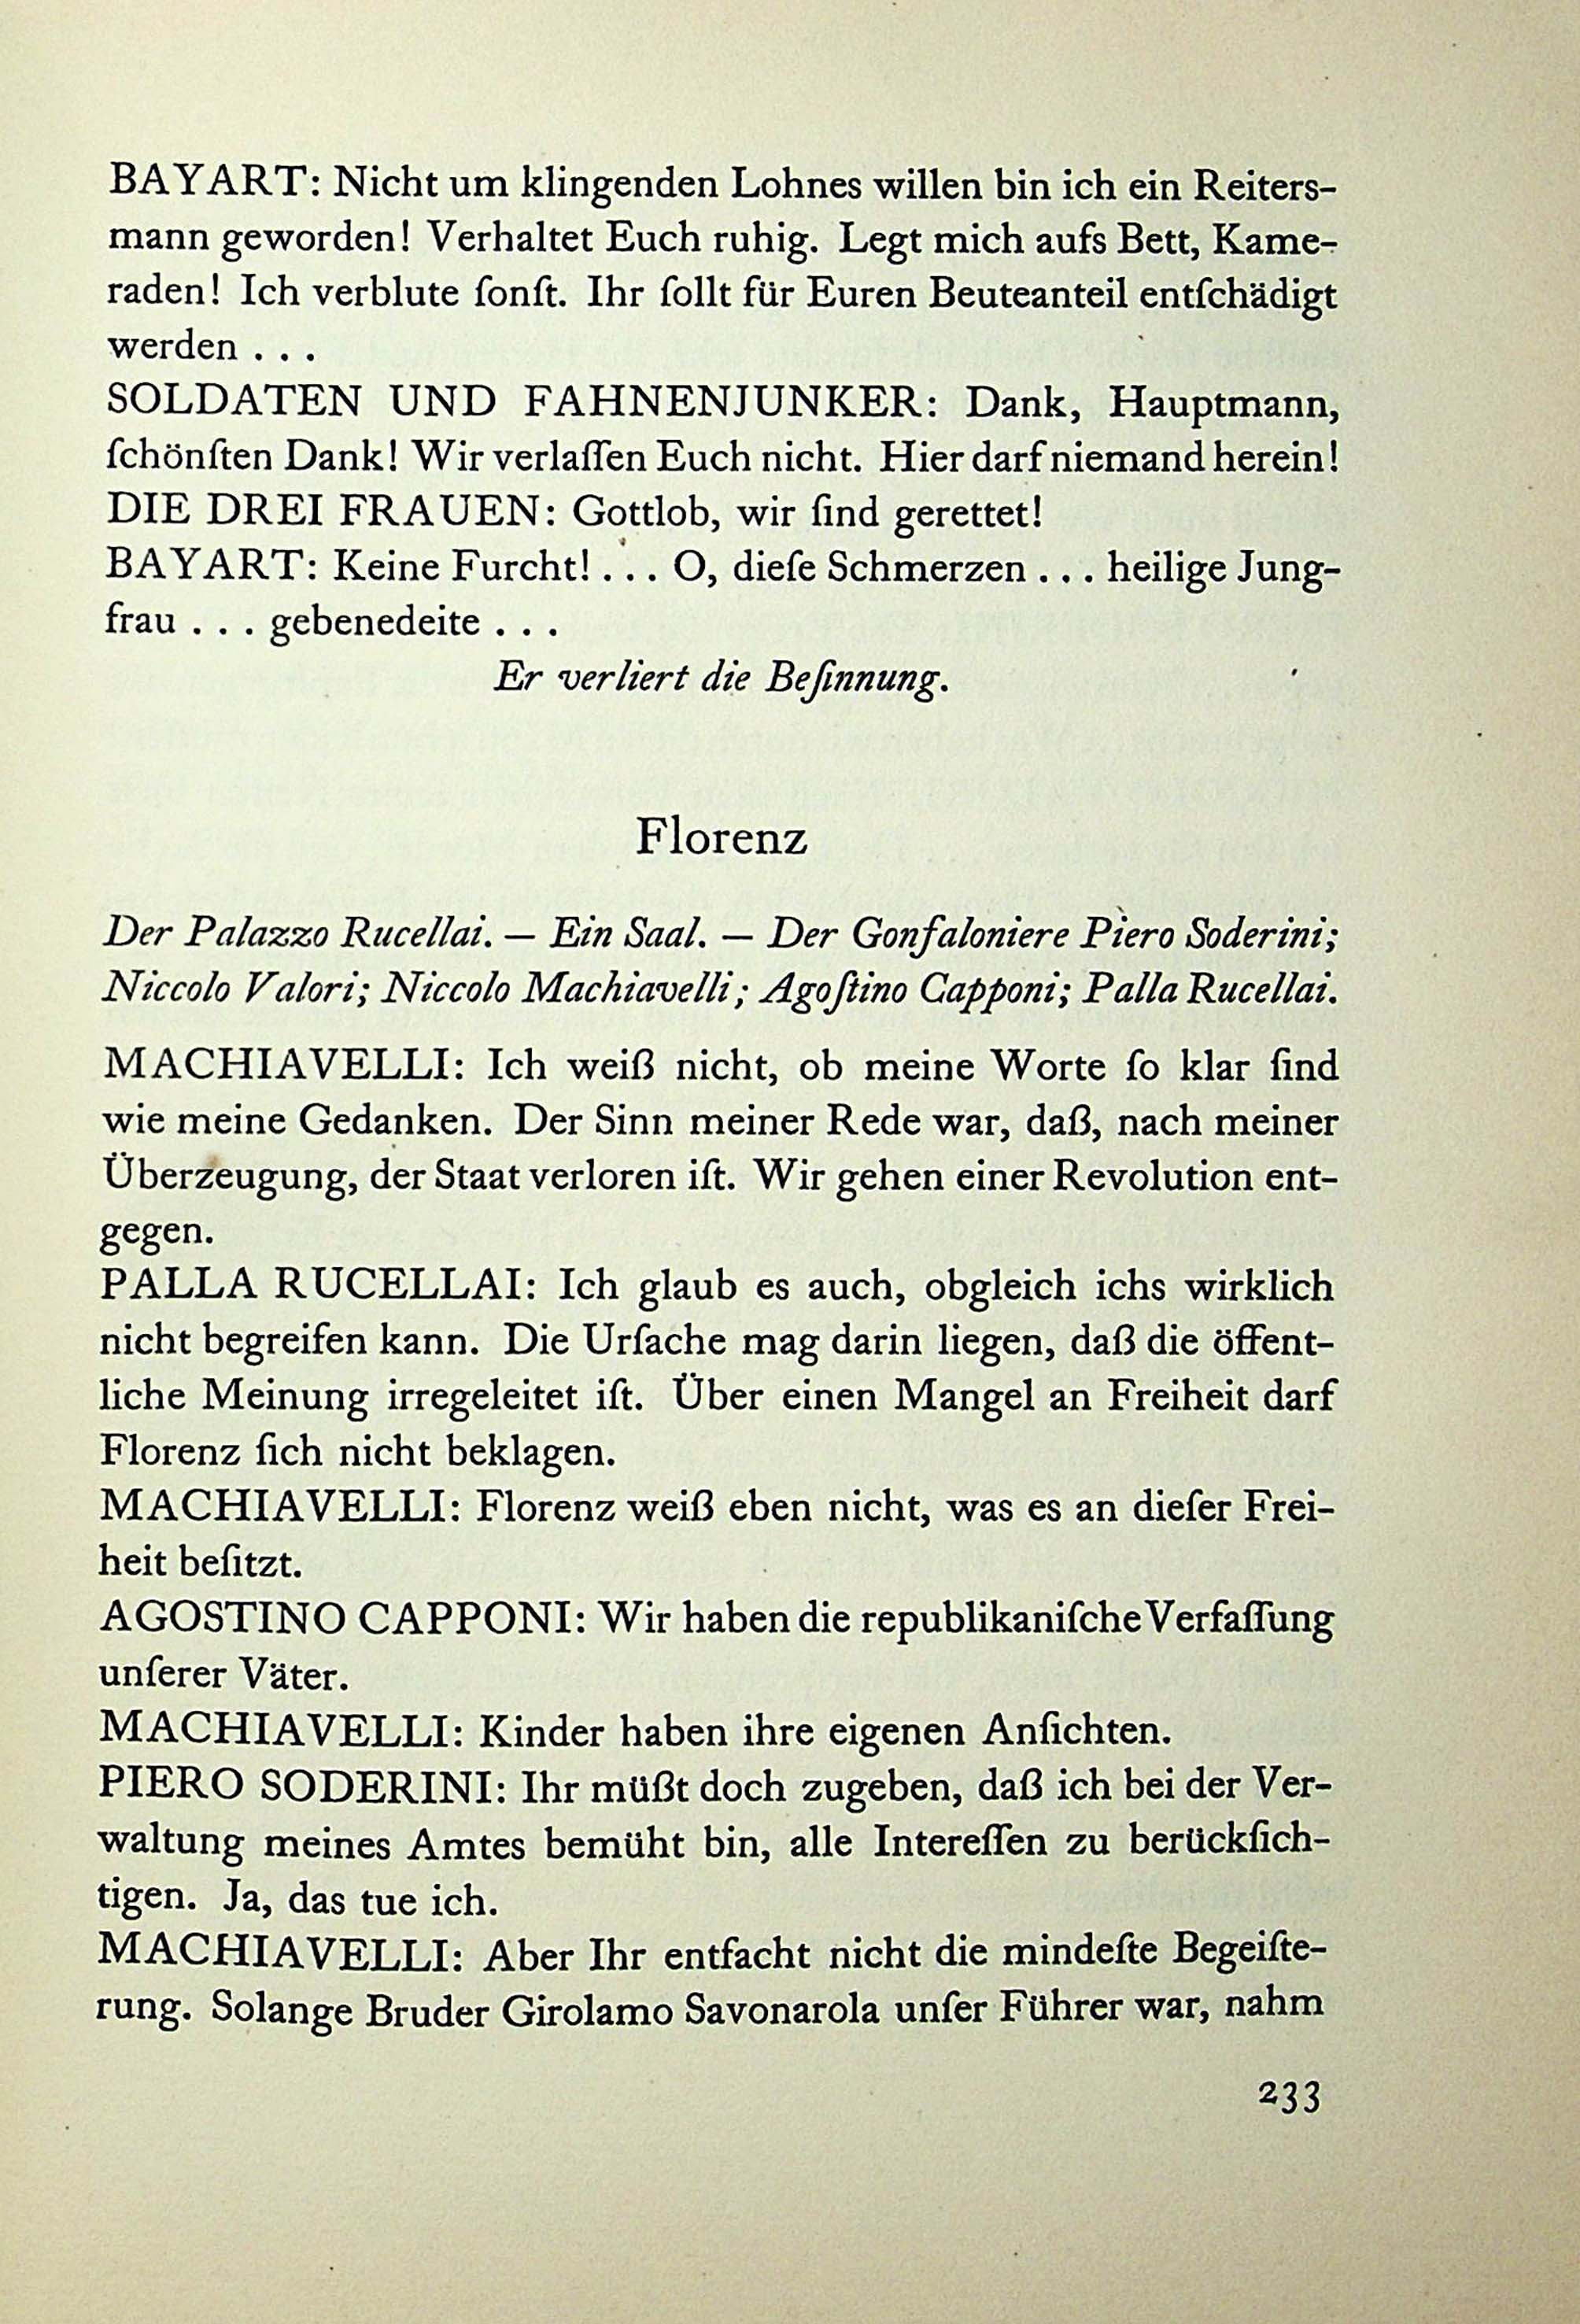 BAYART: Nicht um klingenden Lohnes willen bin ich ein Reiters-
mann geworden! Verhaltet Euch ruhig. Legt mich aufs Bett, Kame-
raden! Ich verblute ſonſt. Ihr ſollt für Euren Beuteanteil entſchädigt
werden . . .
SOLDATEN UND FAHNENJUNKER: Dank, Hauptmann,
ſchönſten Dank! Wir verlaſſen Euch nicht. Hier darf niemand herein!
DIE DREI FRAUEN: Gottlob, wir ſind gerettet!
BAYART: Keine Furcht! . . . O, dieſe Schmerzen . . . heilige Jung-
frau . . . gebenedeite . . .
Er verliert die Beſinnung.
Florenz
Der Palazzo Rucellai. — Ein Saal. — Der Gonfaloniere Piero Soderini;
Niccolo Valori; Niccolo Machiavelli; Agoſtino Capponi; Palla Rucellai.
MACHIAVELLI: Ich weiß nicht, ob meine Worte ſo klar ſind
wie meine Gedanken. Der Sinn meiner Rede war, daß, nach meiner
Überzeugung, der Staat verloren iſt. Wir gehen einer Revolution ent-
gegen.
PALLA RUCELLAI: Ich glaub es auch, obgleich ichs wirklich
nicht begreifen kann. Die Urſache mag darin liegen, daß die öffent-
liche Meinung irregeleitet iſt. Über einen Mangel an Freiheit darf
Florenz ſich nicht beklagen.
MACHIAVELLI: Florenz weiß eben nicht, was es an dieſer Frei-
heit beſitzt.
AGOSTINO CAPPONI: Wir haben die republikaniſche Verfaſſung
unſerer Väter.
MACHIAVELLI: Kinder haben ihre eigenen Anſichten.
PIERO SODERINI: Ihr müßt doch zugeben, daß ich bei der Ver-
waltung meines Amtes bemüht bin, alle Intereſſen zu berückſich-
tigen. Ja, das tue ich.
MACHIAVELLI: Aber Ihr entfacht nicht die mindeſte Begeiſte-
rung. Solange Bruder Girolamo Savonarola unſer Führer war, nahm
233